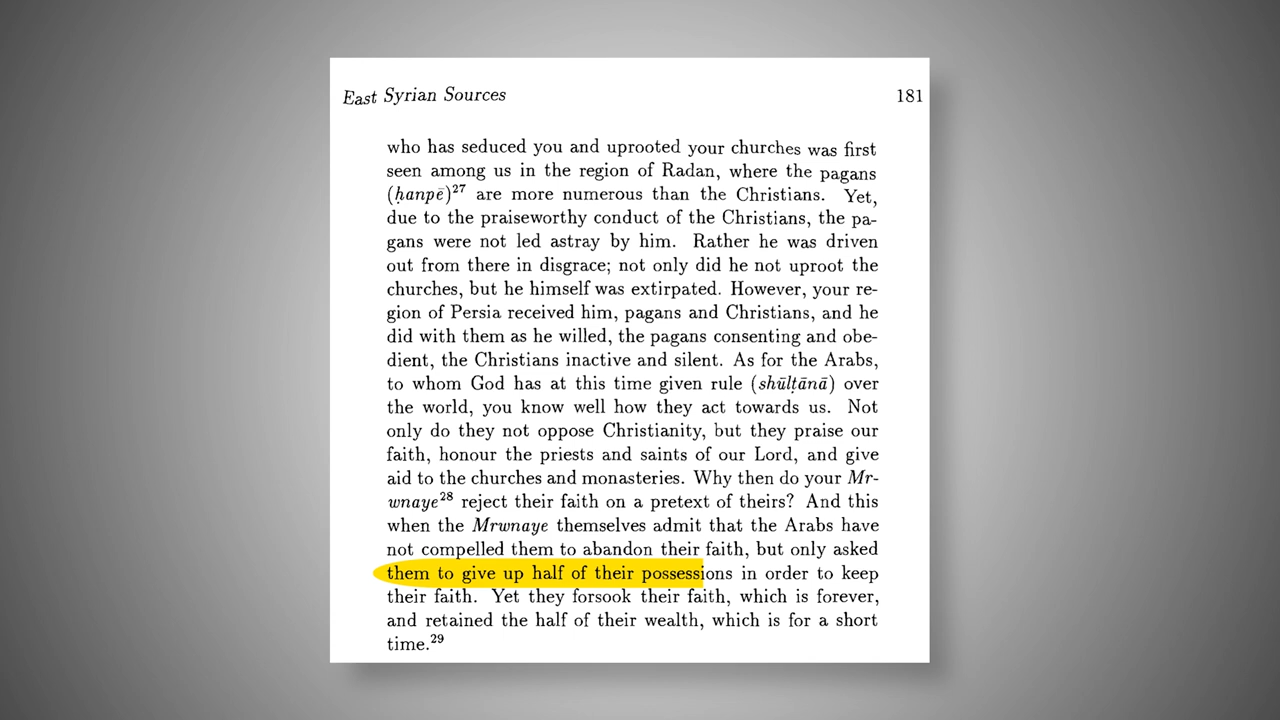 East Syrian Sources 181
who has seduced you and uprooted your churches was first
seen among us in the region of Radan, where the pagans
(ḥanpē)27 are more numerous than the Christians. Yet,
due to the praiseworthy conduct of the Christians, the pa-
gans were not led astray by him. Rather he was driven
out from there in disgrace; not only did he not uproot the
churches, but he himself was extirpated. However, your re-
gion of Persia received him, pagans and Christians, and he
did with them as he willed, the pagans consenting and obe-
dient, the Christians inactive and silent. As for the Arabs,
to whom God has at this time given rule (shūlṭānā) over
the world, you know well how they act towards us. Not
only do they not oppose Christianity, but they praise our
faith, honour the priests and saints of our Lord, and give
aid to the churches and monasteries. Why then do your Mr-
wnaye28 reject their faith on a pretext of theirs? And this
when the Mrwnaye themselves admit that the Arabs have
not compelled them to abandon their faith, but only asked
them to give up half of their possessions in order to keep
their faith. Yet they forsook their faith, which is forever,
and retained the half of their wealth, which is for a short
time.29